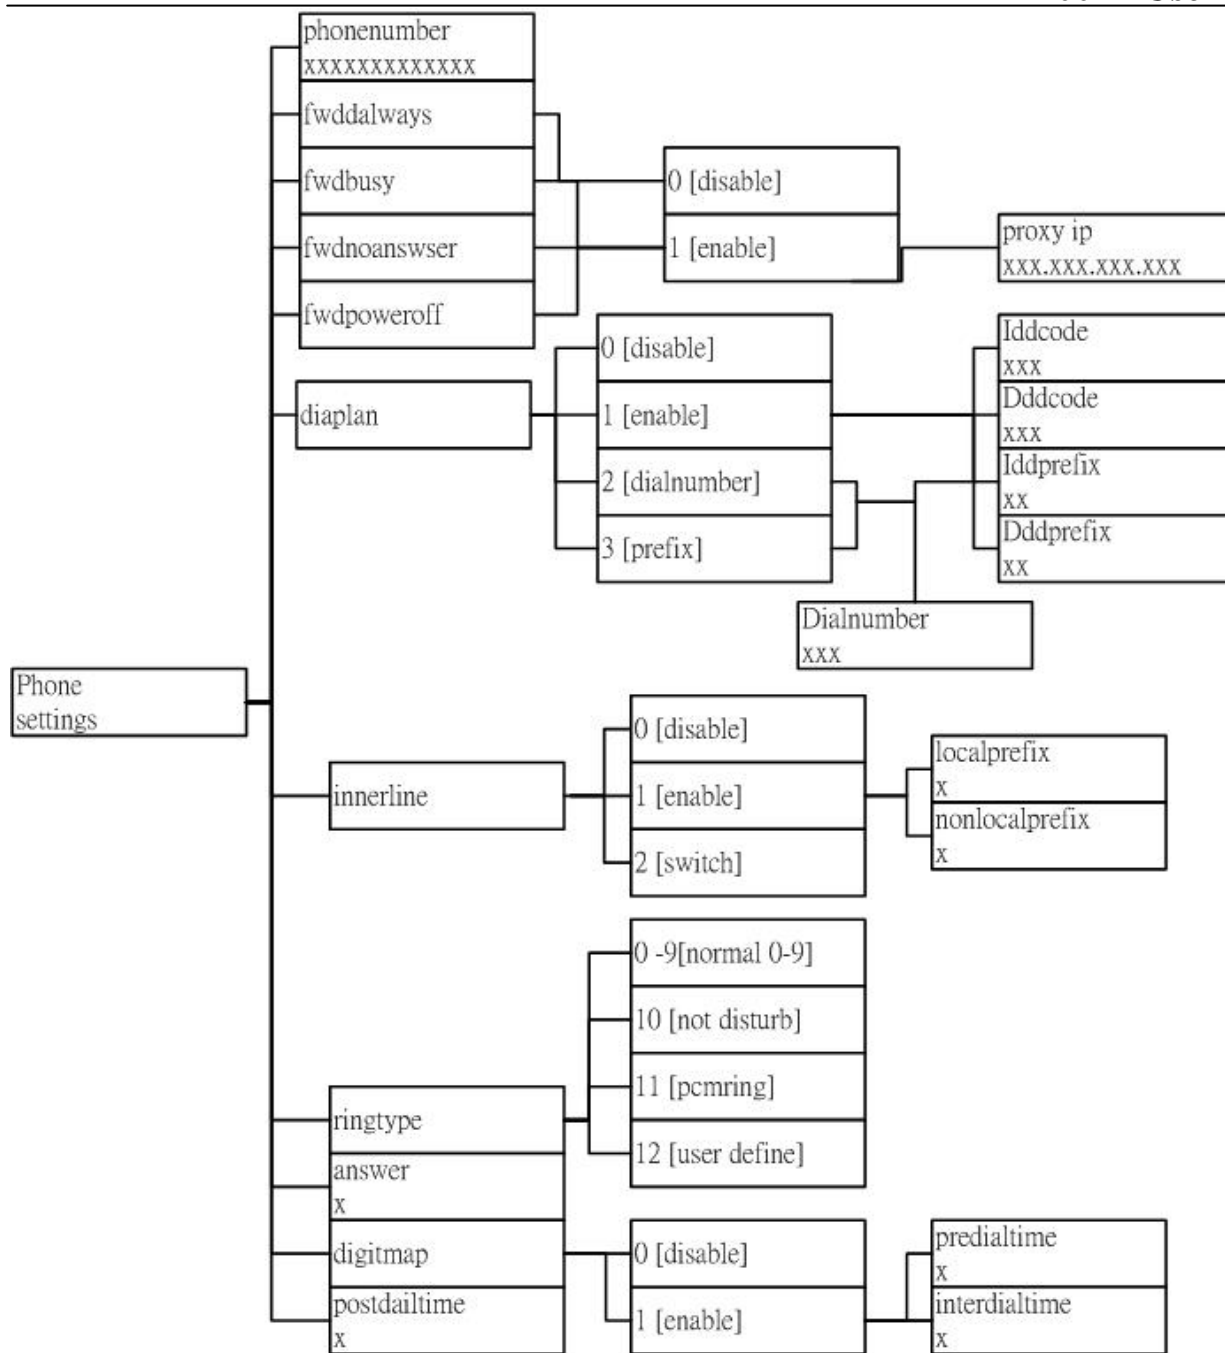 phonenumber
xxxxxxxxxxxxx
fwddalways
fwdbusy
0 [disable]
fwdnoanswser
1 [enable]
proxy ip
xxx.xxx.xxx.xxx
fwdpoweroff
0 [disable]
Iddcode
xxx
diaplan
1 [enable]
Dddcode
xxx
2 [dialnumber]
Iddprefix
xx
3 [prefix]
Dddprefix
xx
Dialnumber
xxx
Phone
settings
0 [disable]
localprefix
x
innerline
1 [enable]
nonlocalprefix
x
2 [switch]
0 -9[normal 0-9]
10 [not disturb]
11 [pcmring]
ringtype
12 [user define]
answer
x
digitmap
0 [disable]
predialtime
x
postdailtime
x
1 [enable]
interdialtime
x